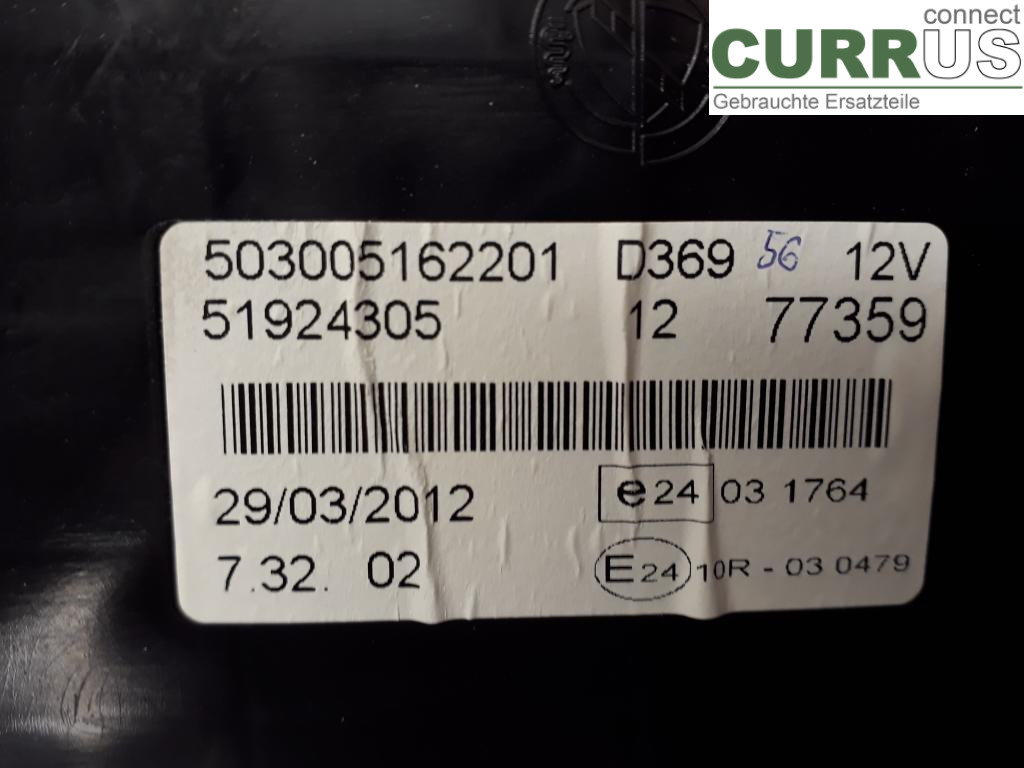 connect
CURRUS
Gebrauchte Ersatzteile
503005162201 D369 56 12V
51924305 12 77359
29/03/2012 e24 03 1764
7.32. 02 E24 10R - 03 0479